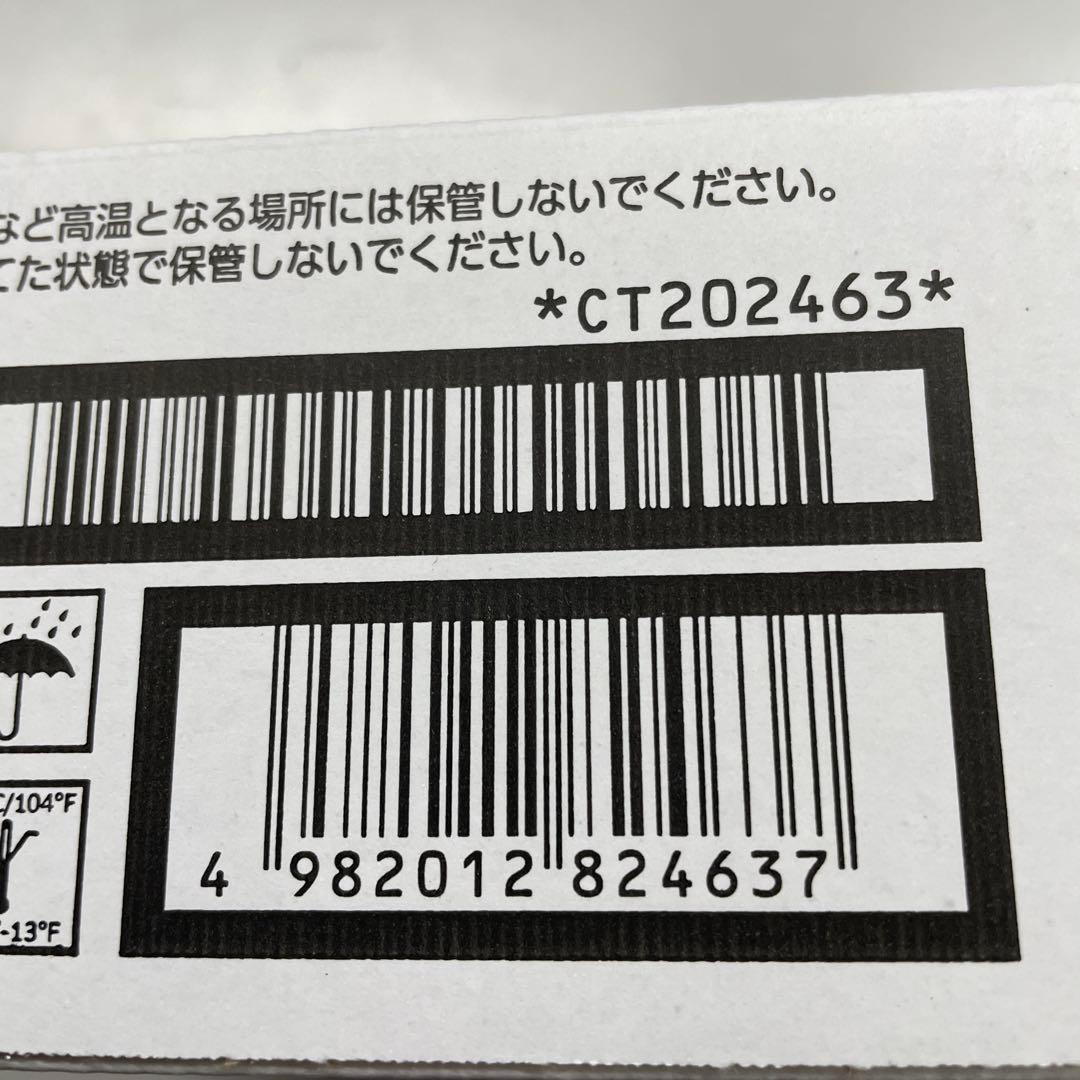 など高温となる場所には保管しないでください。
てた状態で保管しないでください。
*CT202463*
C/104°F
-13°F
4 982012 824637